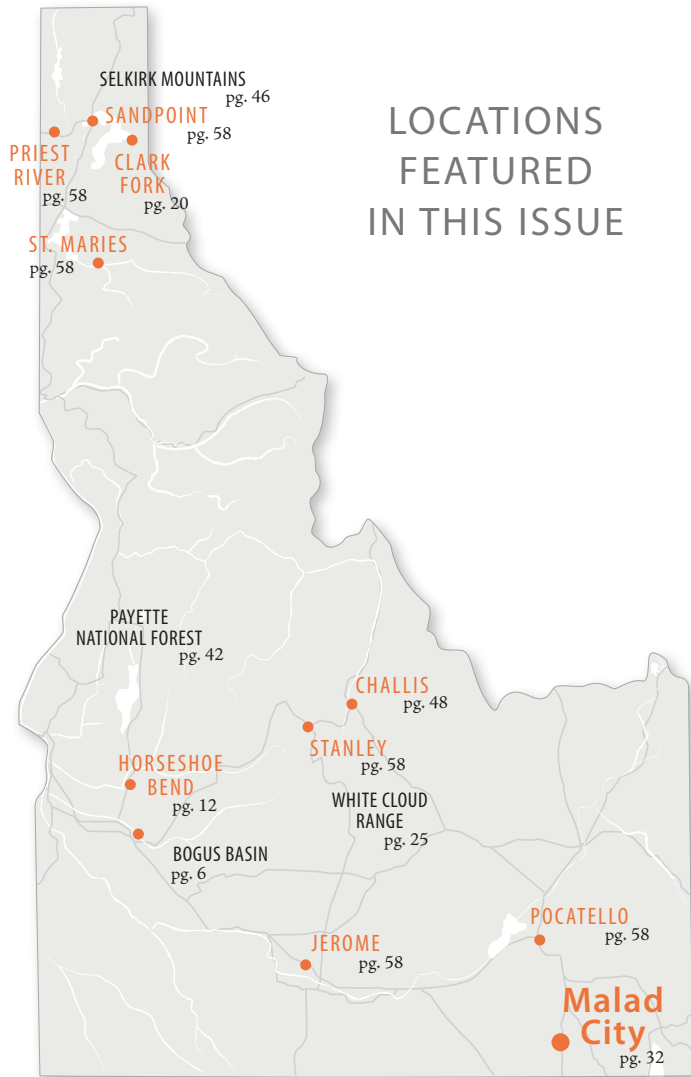 SELKIRK MOUNTAINS
pg. 46
LOCATIONS
FEATURED
IN THIS ISSUE
SANDPOINT
pg. 58
PRIEST
RIVER
pg. 58
CLARK
FORK
pg. 20
ST. MARIES
pg. 58
PAYETTE
NATIONAL FOREST
pg. 42
CHALLIS
pg. 48
STANLEY
pg. 58
HORSESHOE
BEND
pg. 12
WHITE CLOUD
RANGE
pg. 25
BOGUS BASIN
pg. 6
POCATELLO
pg. 58
JEROME
pg. 58
Malad
City
pg. 32